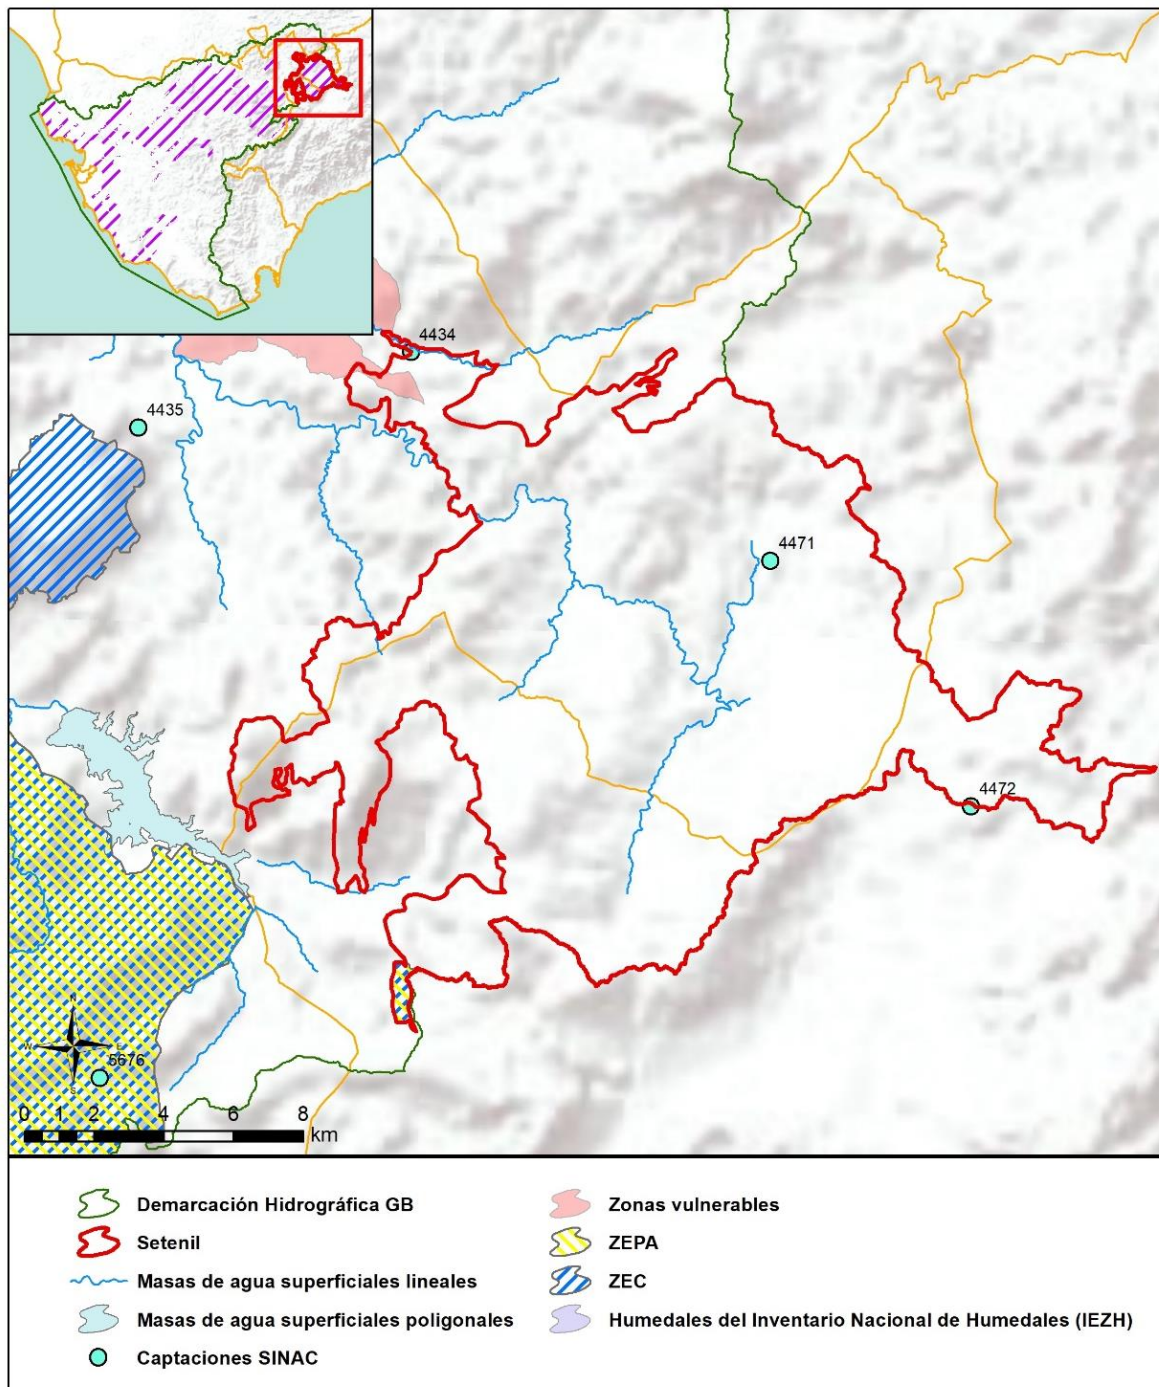 4434
4435
4471
4472
N
W E
S
5676
0 2 4 6 8
km
Demarcación Hidrográfica GB
Setenil
Masas de agua superficiales lineales
Masas de agua superficiales poligonales
Captaciones SINAC
Zonas vulnerables
ZEPA
ZEC
Humedales del Inventario Nacional de Humedales (IEZH)